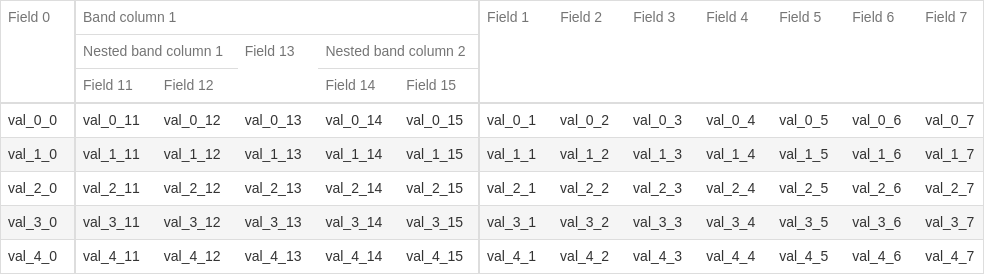 Field 0 Band column 1 Field 1 Field 2 Field 3 Field 4 Field 5 Field 6 Field 7
Nested band column 1 Field 13 Nested band column 2
Field 11 Field 12 Field 14 Field 15
val_0_0 val_0_11 val_0_12 val_0_13 val_0_14 val_0_15 val_0_1 val_0_2 val_0_3 val_0_4 val_0_5 val_0_6 val_0_7
val_1_0 val_1_11 val_1_12 val_1_13 val_1_14 val_1_15 val_1_1 val_1_2 val_1_3 val_1_4 val_1_5 val_1_6 val_1_7
val_2_0 val_2_11 val_2_12 val_2_13 val_2_14 val_2_15 val_2_1 val_2_2 val_2_3 val_2_4 val_2_5 val_2_6 val_2_7
val_3_0 val_3_11 val_3_12 val_3_13 val_3_14 val_3_15 val_3_1 val_3_2 val_3_3 val_3_4 val_3_5 val_3_6 val_3_7
val_4_0 val_4_11 val_4_12 val_4_13 val_4_14 val_4_15 val_4_1 val_4_2 val_4_3 val_4_4 val_4_5 val_4_6 val_4_7